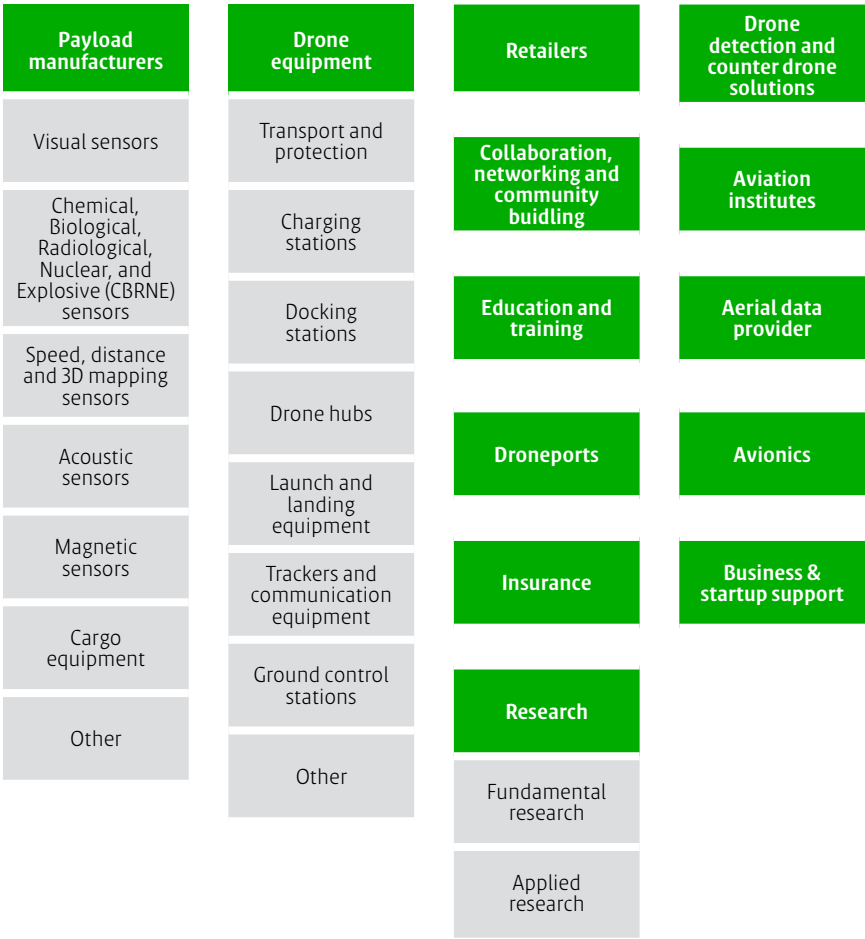 Payload
manufacturers
Visual sensors
Chemical,
Biological,
Radiological,
Nuclear, and
Explosive (CBRNE)
sensors
Speed, distance
and 3D mapping
sensors
Acoustic
sensors
Magnetic
sensors
Cargo
equipment
Other
Drone
equipment
Transport and
protection
Charging
stations
Docking
stations
Drone hubs
Launch and
landing
equipment
Trackers and
communication
equipment
Ground control
stations
Other
Retailers
Collaboration,
networking and
community
buidling
Education and
training
Droneports
Insurance
Research
Fundamental
research
Applied
research
Drone
detection and
counter drone
solutions
Aviation
institutes
Aerial data
provider
Avionics
Business &
startup support